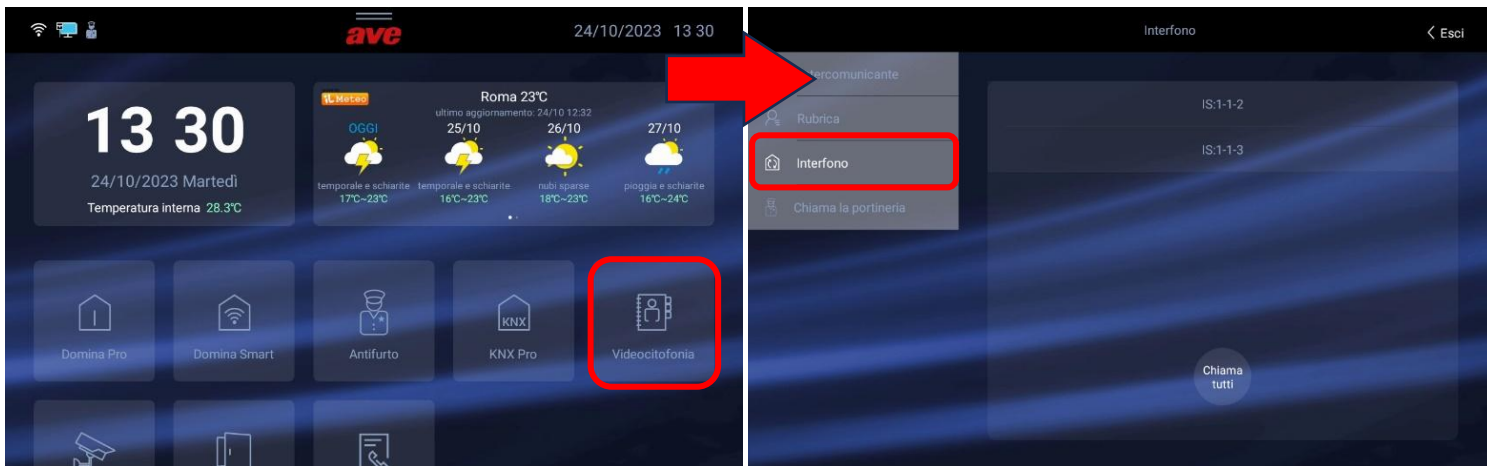 ave
24/10/2023 13 30
13 30
24/10/2023 Martedì
Temperatura interna 28.3℃
iL Meteo
Roma 23℃
ultimo aggiornamento: 24/10 12:32
OGGI 25/10 26/10 27/10
temporale e schiarite temporale e schiarite nubi sparse pioggia e schiarite
17℃~23℃ 16℃~23℃ 18℃~23℃ 16℃~24℃
Domina Pro
Domina Smart
Antifurto
KNX
KNX Pro
Videocitofonia
Interfono
Esci
Rubrica
Interfono
Chiama la portineria
IS:1-1-2
IS:1-1-3
Chiama
tutti